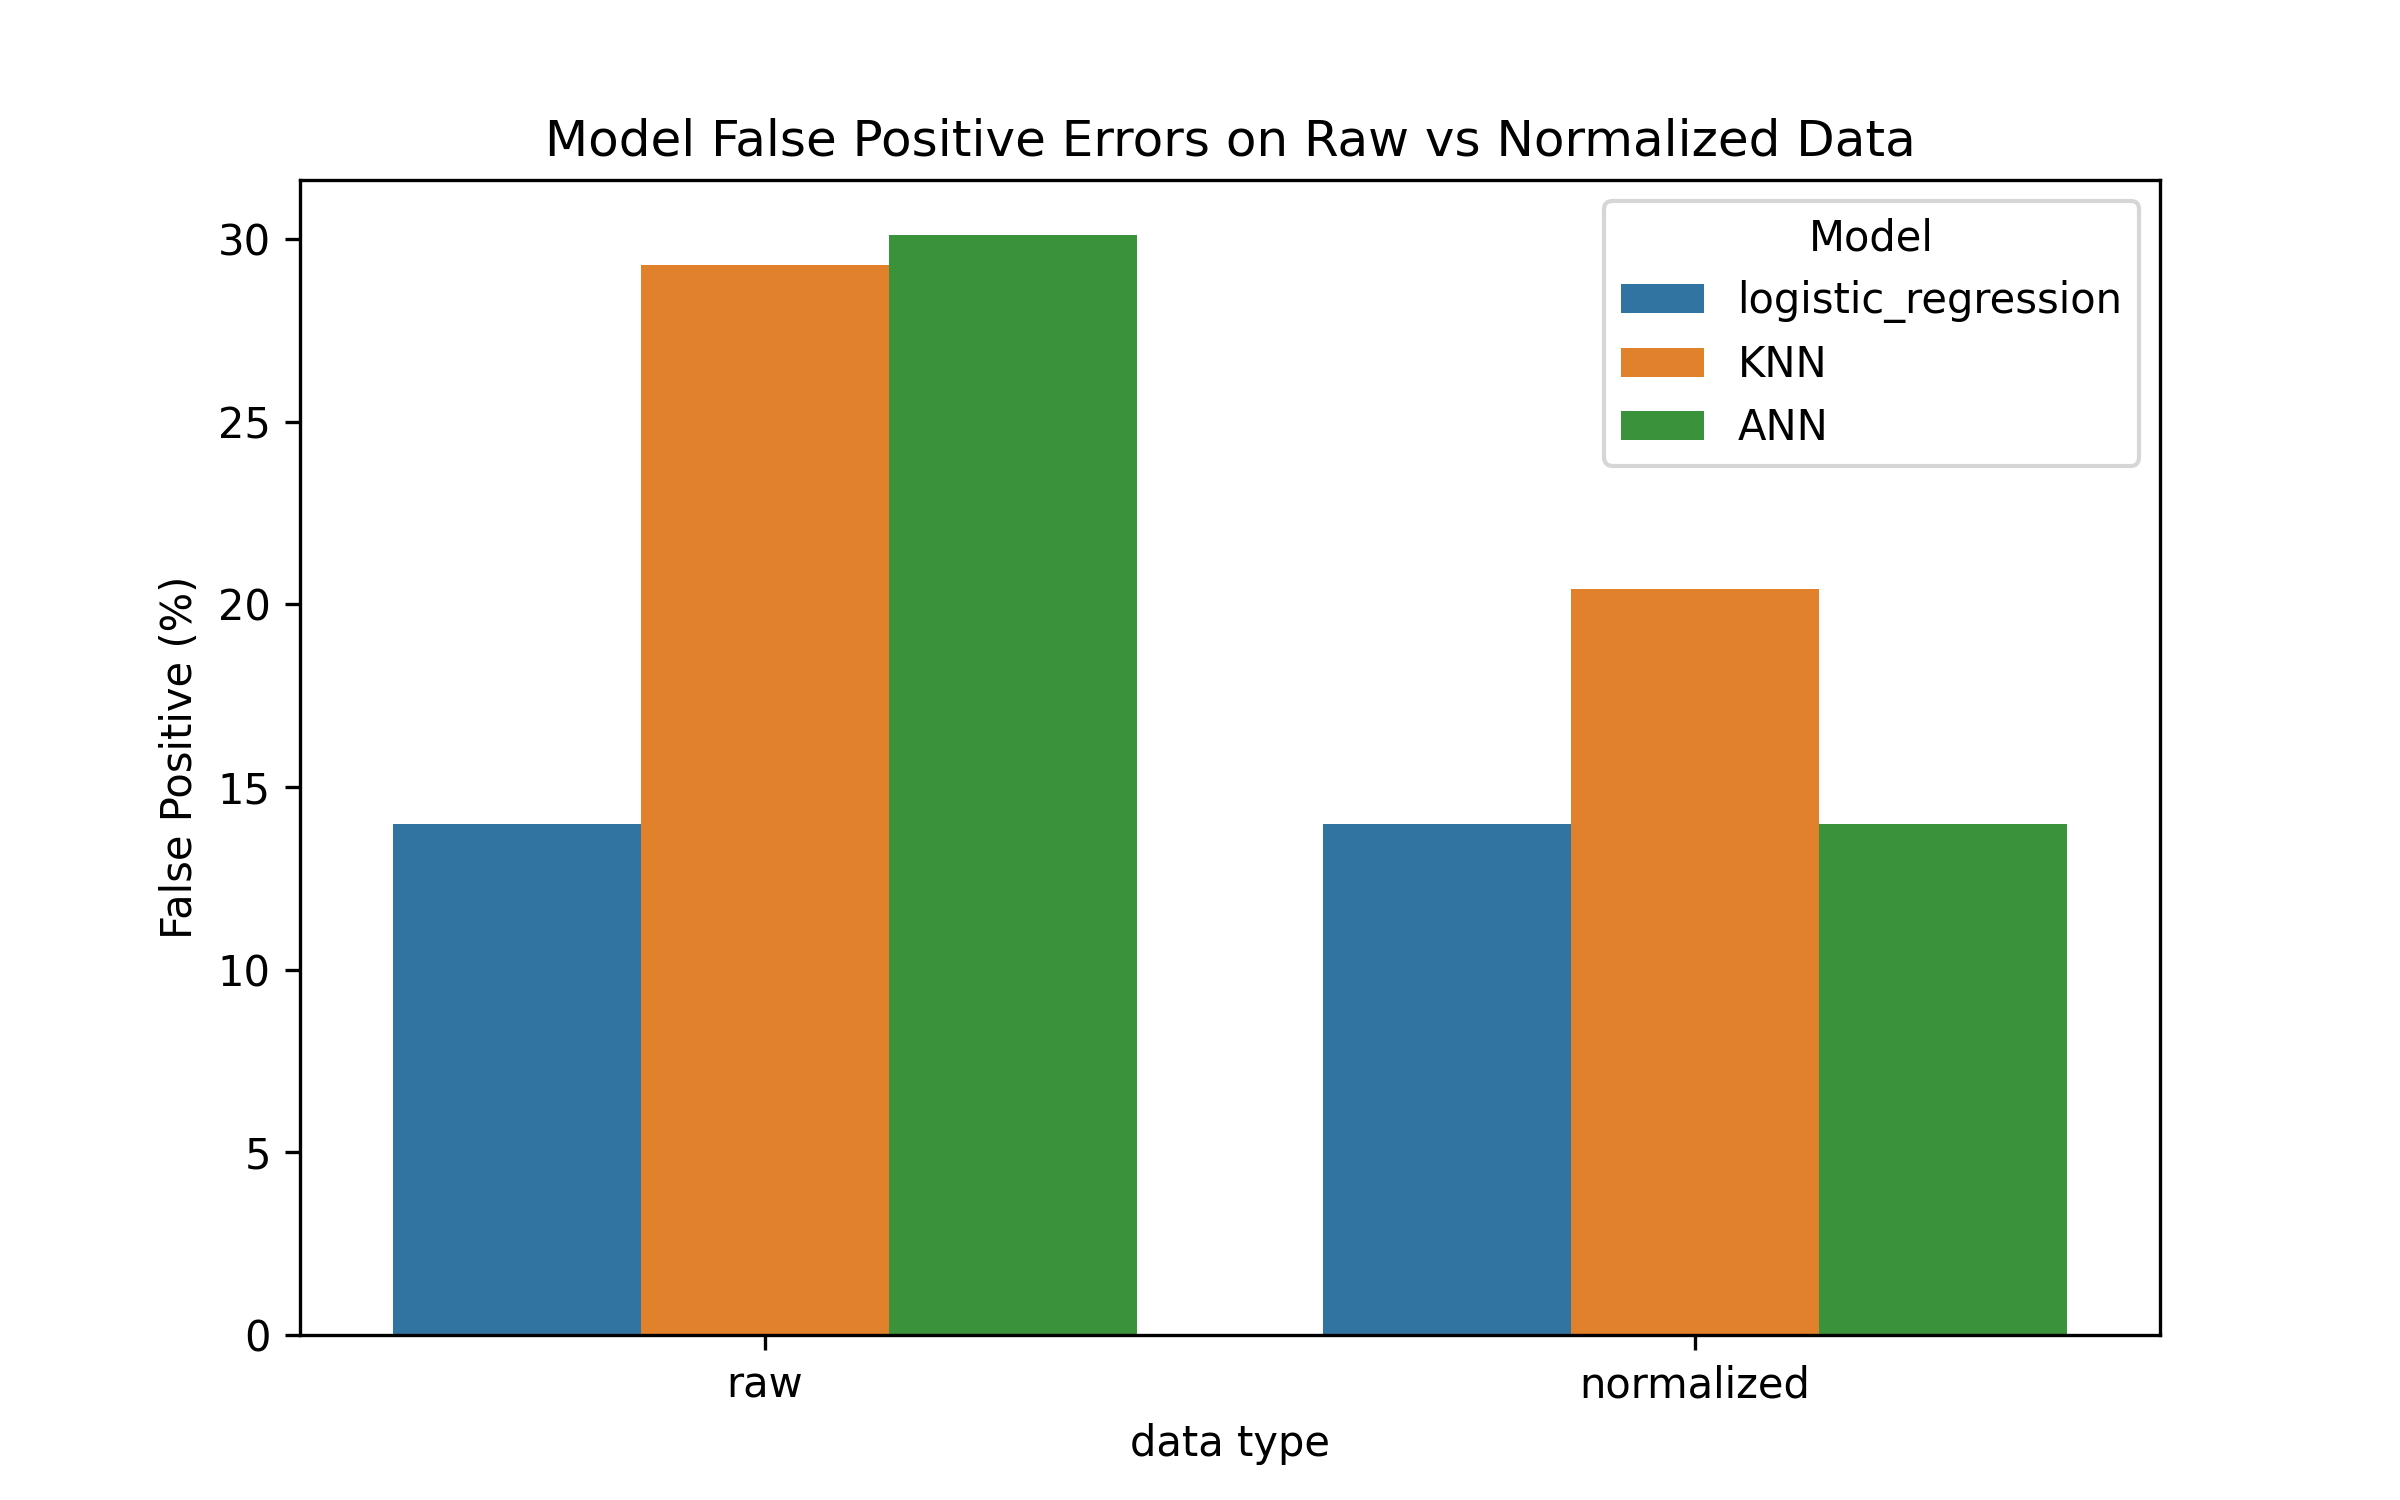 Model False Positive Errors on Raw vs Normalized Data
Model
logistic_regression
KNN
ANN
30
25
20
15
10
5
0
False Positive (%)
raw
normalized
data type